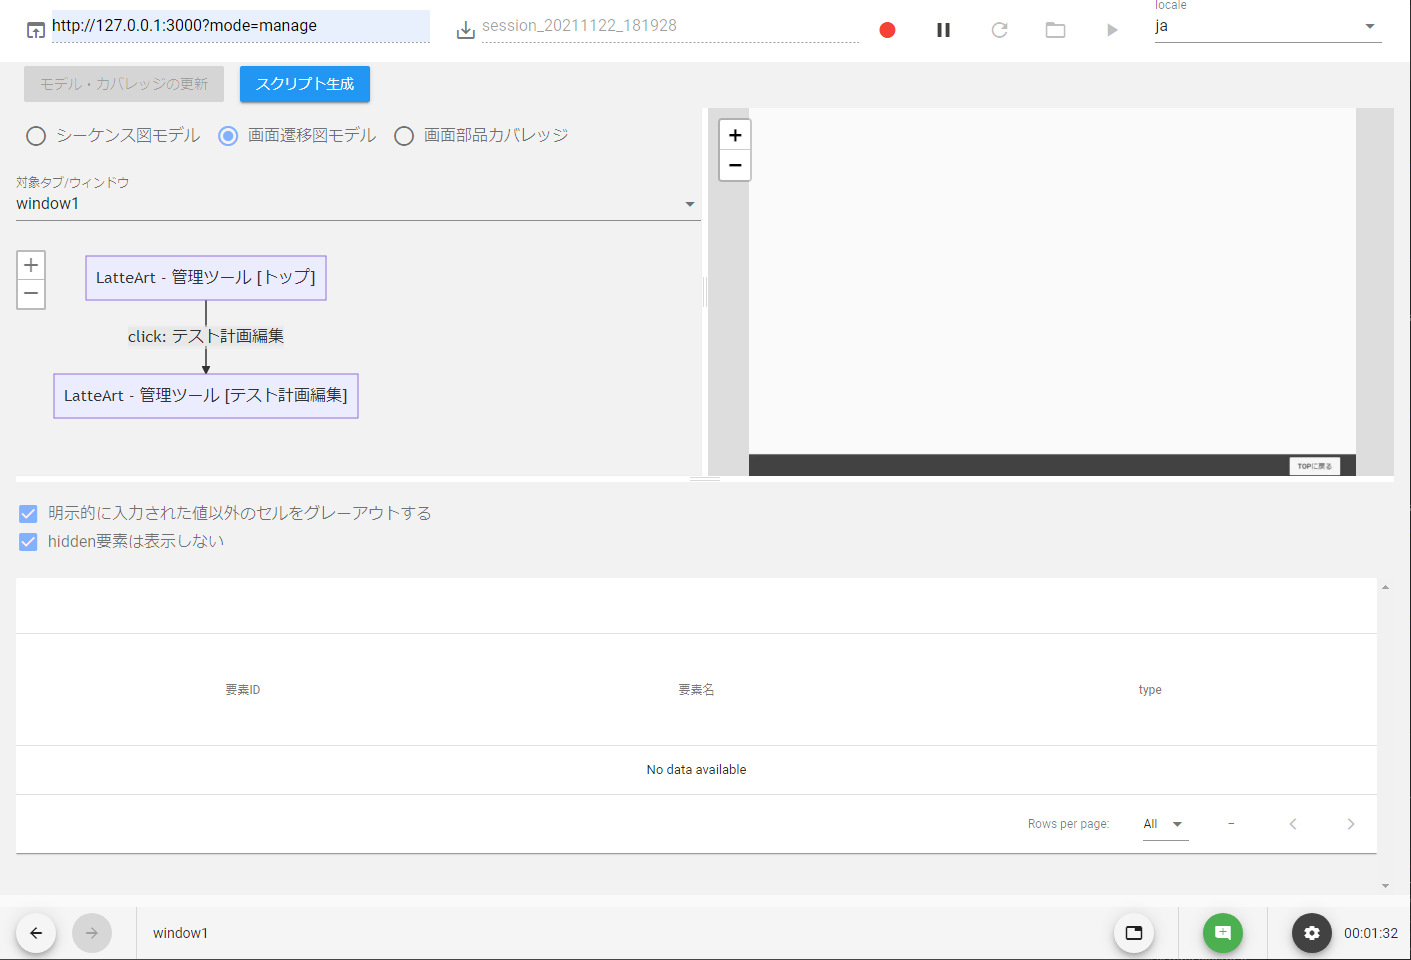 http://127.0.0.1:3000?mode=manage
session_20211122_181928
locale
ja
モデル・カバレッジの更新
スクリプト生成
シーケンス図モデル
画面遷移図モデル
画面部品カバレッジ
対象タブ/ウィンドウ
window1
+
−
LatteArt - 管理ツール [トップ]
click: テスト計画編集
LatteArt - 管理ツール [テスト計画編集]
+
−
TOPに戻る
明示的に入力された値以外のセルをグレーアウトする
hidden要素は表示しない
要素ID
要素名
type
No data available
Rows per page:
All
–
window1
00:01:32